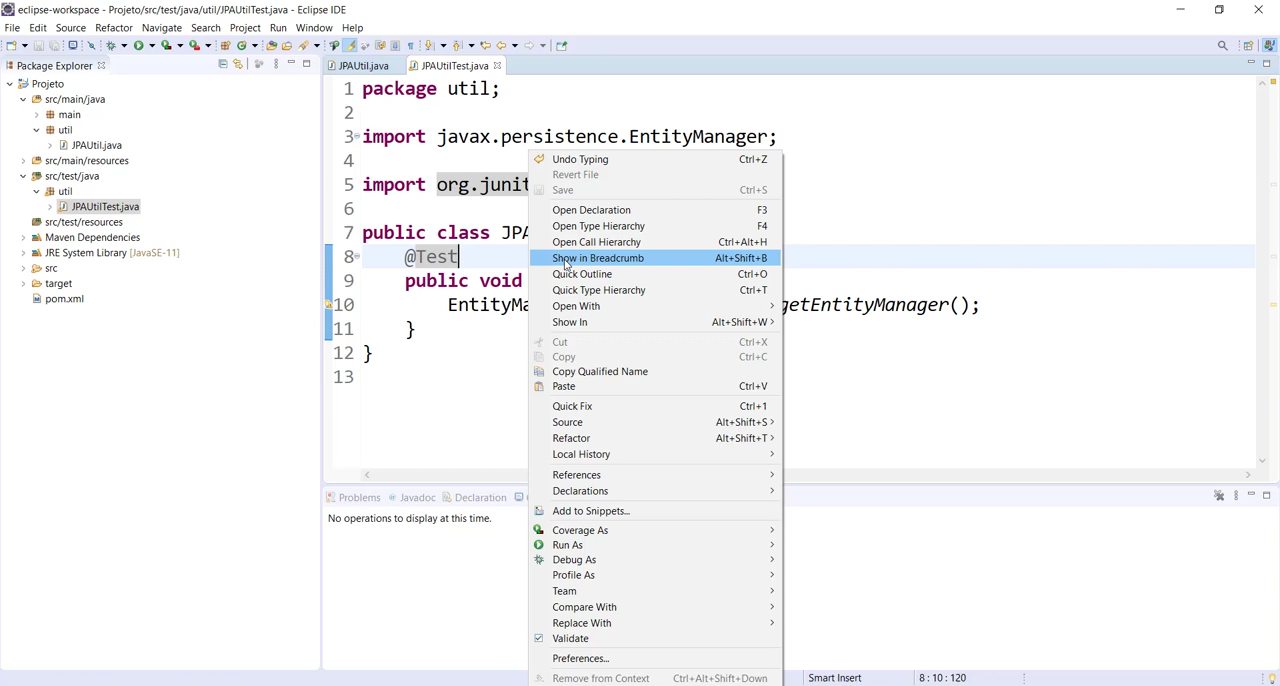 eclipse-workspace - Projeto/src/test/java/util/JPAUtilTest.java - Eclipse IDE
File Edit Source Refactor Navigate Search Project Run Window Help
Package Explorer
JPAUtil.java
JPAUtilTest.java
Projeto
src/main/java
main
util
JPAUtil.java
src/main/resources
src/test/java
util
JPAUtilTest.java
src/test/resources
Maven Dependencies
JRE System Library [JavaSE-11]
src
target
pom.xml
1 package util;
2
3 import javax.persistence.EntityManager;
4
5 import org.junit
6
7 public class JPA
8 @Test
9 public void
10 EntityMa getEntityManager();
11 }
12 }
13
Undo Typing Ctrl+Z
Revert File
Save Ctrl+S
Open Declaration F3
Open Type Hierarchy F4
Open Call Hierarchy Ctrl+Alt+H
Show in Breadcrumb Alt+Shift+B
Quick Outline Ctrl+O
Quick Type Hierarchy Ctrl+T
Open With
Show In Alt+Shift+W
Cut Ctrl+X
Copy Ctrl+C
Copy Qualified Name
Paste Ctrl+V
Quick Fix Ctrl+1
Source Alt+Shift+S
Refactor Alt+Shift+T
Local History
References
Declarations
Add to Snippets...
Coverage As
Run As
Debug As
Profile As
Team
Compare With
Replace With
Validate
Preferences...
Remove from Context Ctrl+Alt+Shift+Down
Problems Javadoc Declaration
No operations to display at this time.
Smart Insert
8 : 10 : 120